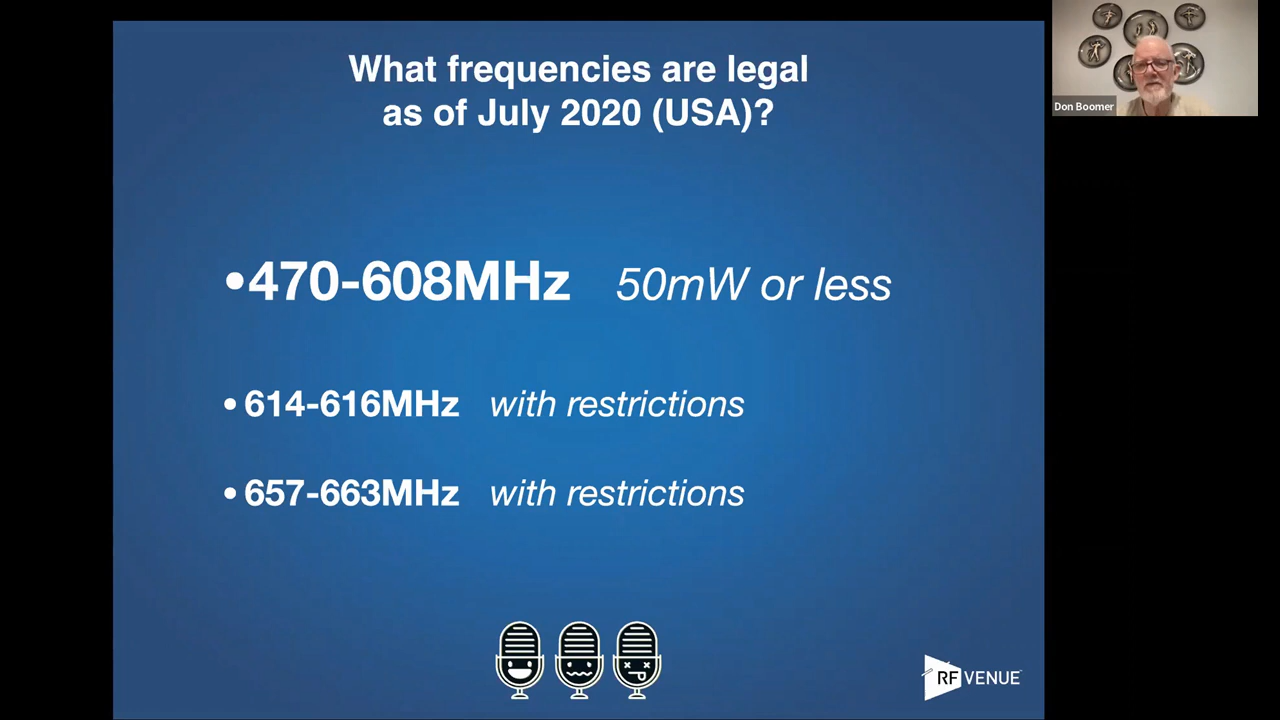 What frequencies are legal
as of July 2020 (USA)?
•470-608MHz 50mW or less
• 614-616MHz with restrictions
• 657-663MHz with restrictions
RF VENUE
Don Boomer